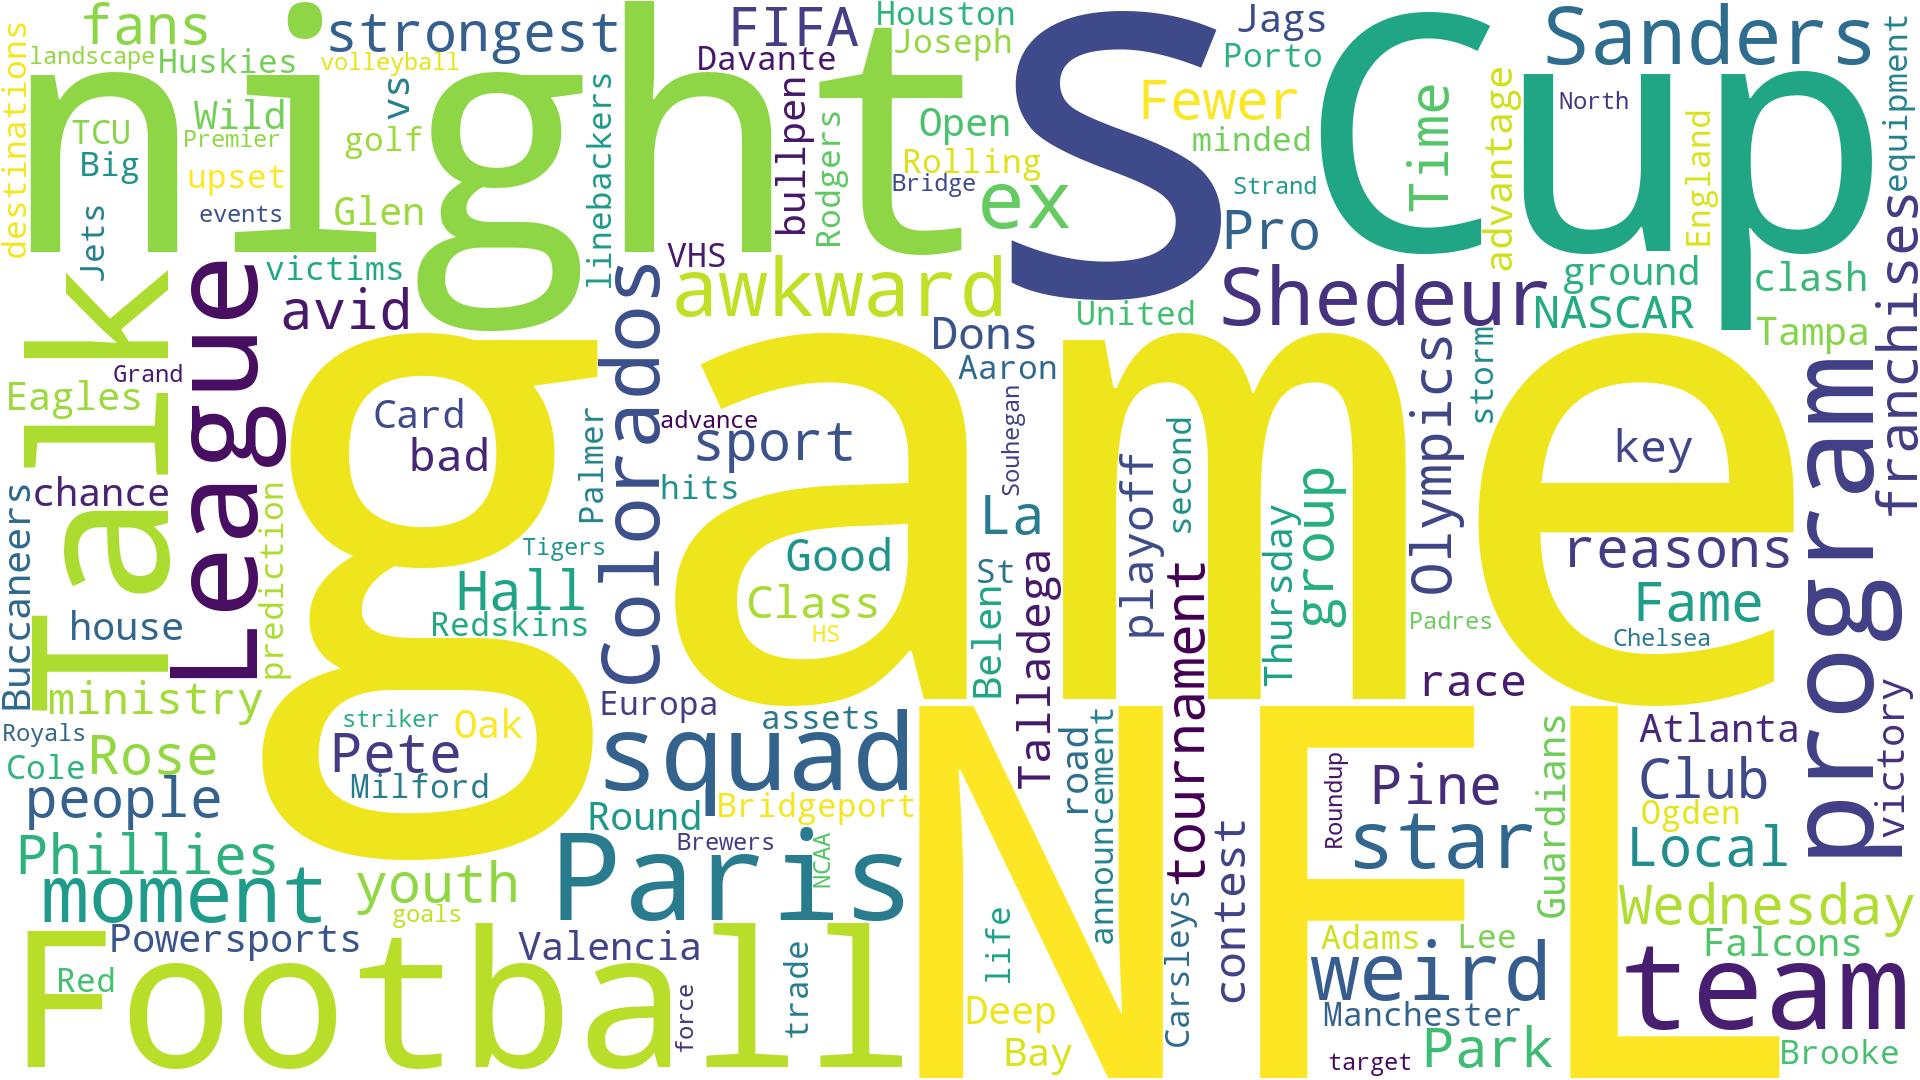 fans
strongest
FIFA
Houston
Jags
Sanders
landscape
Huskies
volleyball
Davante
Joseph
Porto
destinations
night
S
Cup
equipment
vs
linebackers
bullpen
TCU
Wild
Premier
golf
Big
upset
events
Glen
Jets
Rodgers
Open
Rolling
Bridge
ex
Fewer
minded
Strand
Pro
Time
advantage
North
England
victims
avid
VHS
awkward
United
Shedeur
ground
NASCAR
clash
Tampa
franchise
Talk
League
Eagles
Grand
Colorados
Dons
Aaron
Olympics
storm
game
Card
bad
Palmer
advance
sport
hits
Souhegan
La
playoff
second
key
program
chance
Buccaneers
prediction
house
ministry
Tigers
Hall
Redskins
Good
Class
HS
St
Belen
Talladega
tournament
Thursday
group
reasons
Fame
Padres
Chelsea
race
Royals
Cole
Rose
people
striker
Oak
Pete
Milford
Europa
assets
squad
Round
Bridgeport
Brewers
road
announcement
NFL
Roundup
Pine
star
Guardians
Atlanta
Club
Ogden
Local
victory
Phillies
moment
youth
goals
Paris
NCAA
contest
Wednesday
Powersports
Football
Red
Valencia
force
trade
life
Deep
Bay
Carsleys
Adams
Lee
weird
Manchester
target
Park
Falcons
team
Brooke